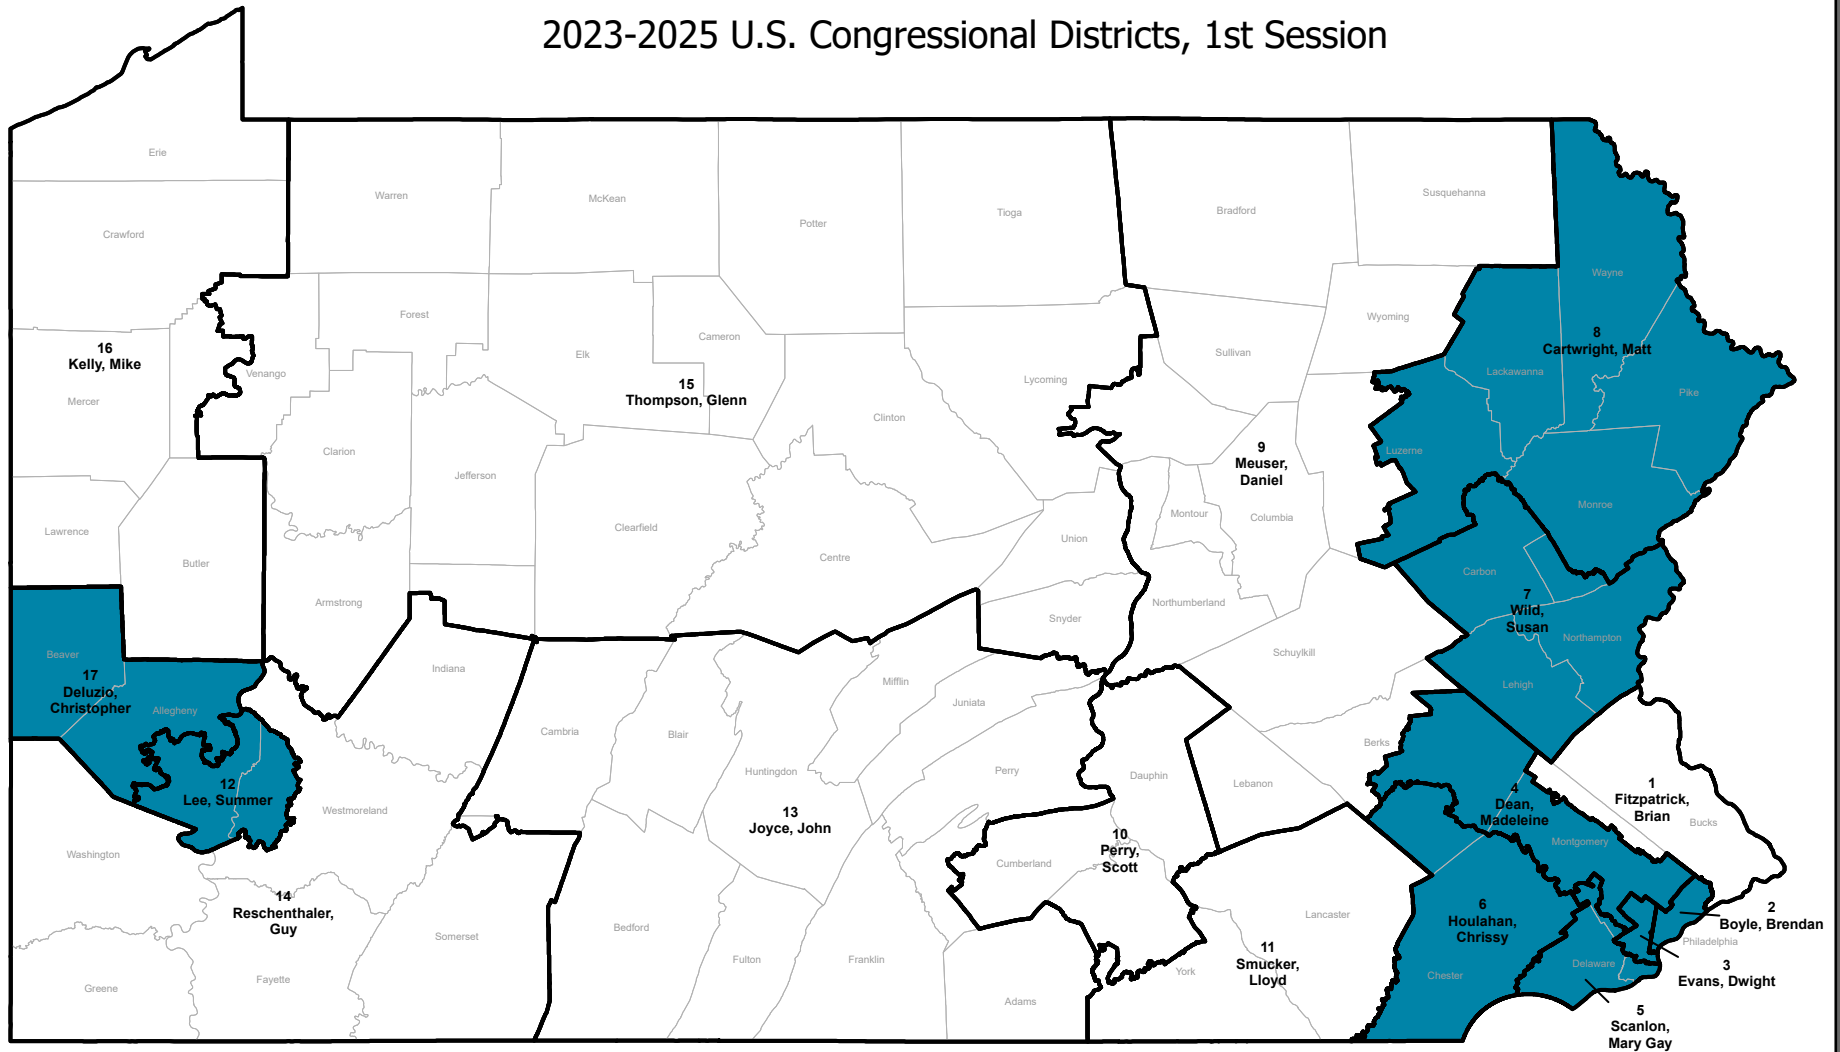 2023-2025 U.S. Congressional Districts, 1st Session
Erie
Crawford
Warren
McKean
Potter
Tioga
Bradford
Susquehanna
Wayne
Wyoming
Forest
Cameron
Elk
Sullivan
16
Kelly, Mike
8
Cartwright, Matt
Venango
Mercer
15
Thompson, Glenn
Lycoming
Lackawanna
Pike
Clinton
Clarion
9
Meuser,
Daniel
Luzerne
Jefferson
Lawrence
Clearfield
Montour
Columbia
Monroe
Butler
Centre
Union
Carbon
Armstrong
Snyder
Northumberland
7
Wild,
Susan
Northampton
Beaver
Indiana
Schuylkill
Lehigh
17
Deluzio,
Christopher
Allegheny
Mifflin
Juniata
Cambria
Blair
Berks
Huntingdon
Perry
Dauphin
Lebanon
12
Lee, Summer
Westmoreland
13
Joyce, John
4
Dean,
Madeleine
1
Fitzpatrick,
Brian
Bucks
10
Perry,
Scott
Washington
Cumberland
Montgomery
14
Reschenthaler,
Guy
Somerset
Bedford
Lancaster
6
Houlahan,
Chrissy
2
Boyle, Brendan
Philadelphia
11
Smucker,
Lloyd
York
Fulton
Franklin
Delaware
3
Evans, Dwight
Greene
Fayette
Adams
Chester
5
Scanlon,
Mary Gay